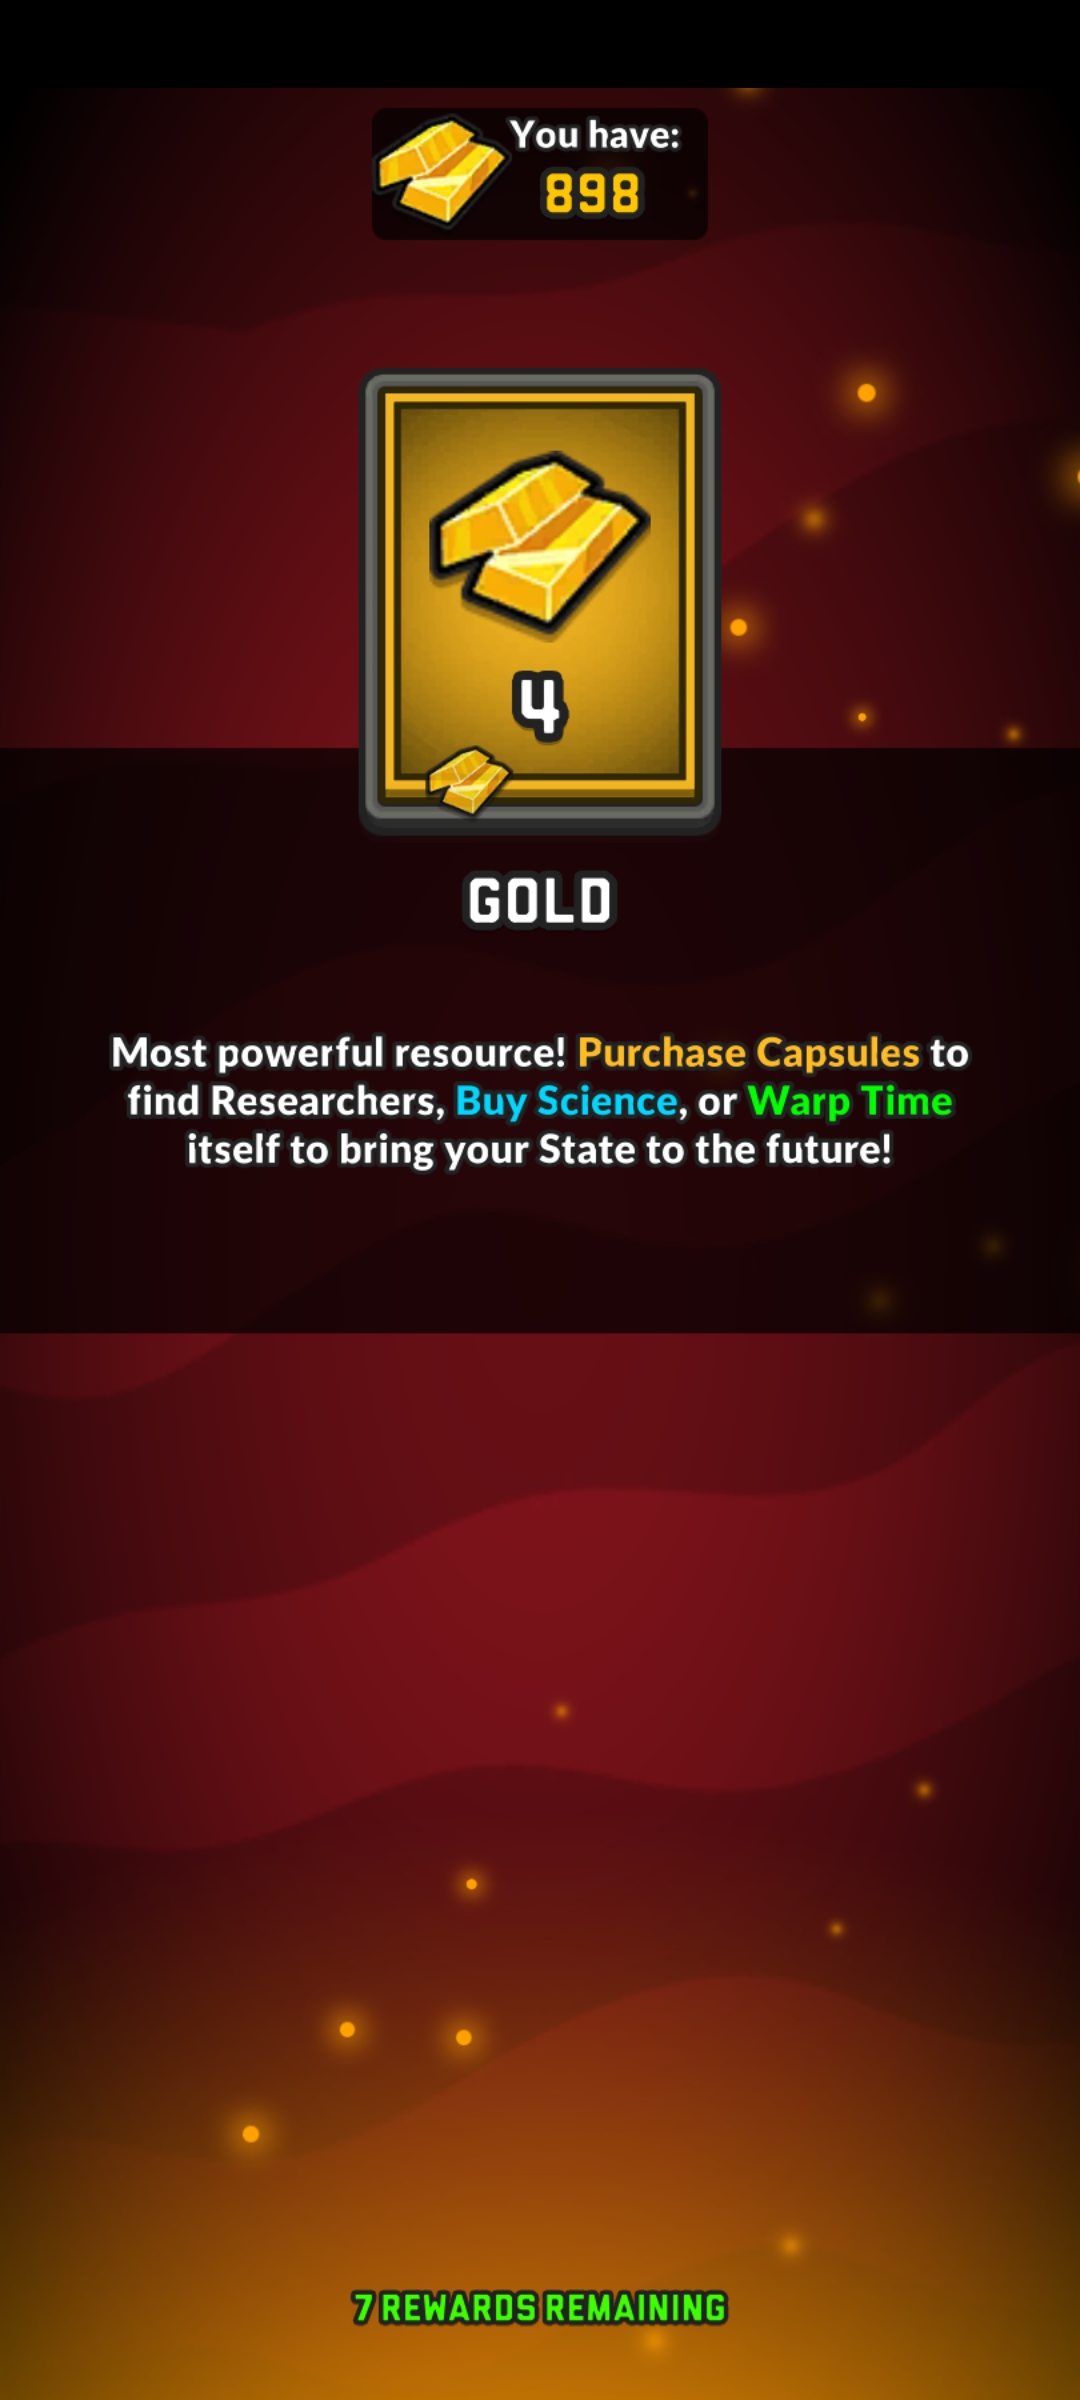 You have:
898
4
GOLD
Most powerful resource! Purchase Capsules to
find Researchers, Buy Science, or Warp Time
itself to bring your State to the future!
7 REWARDS REMAINING